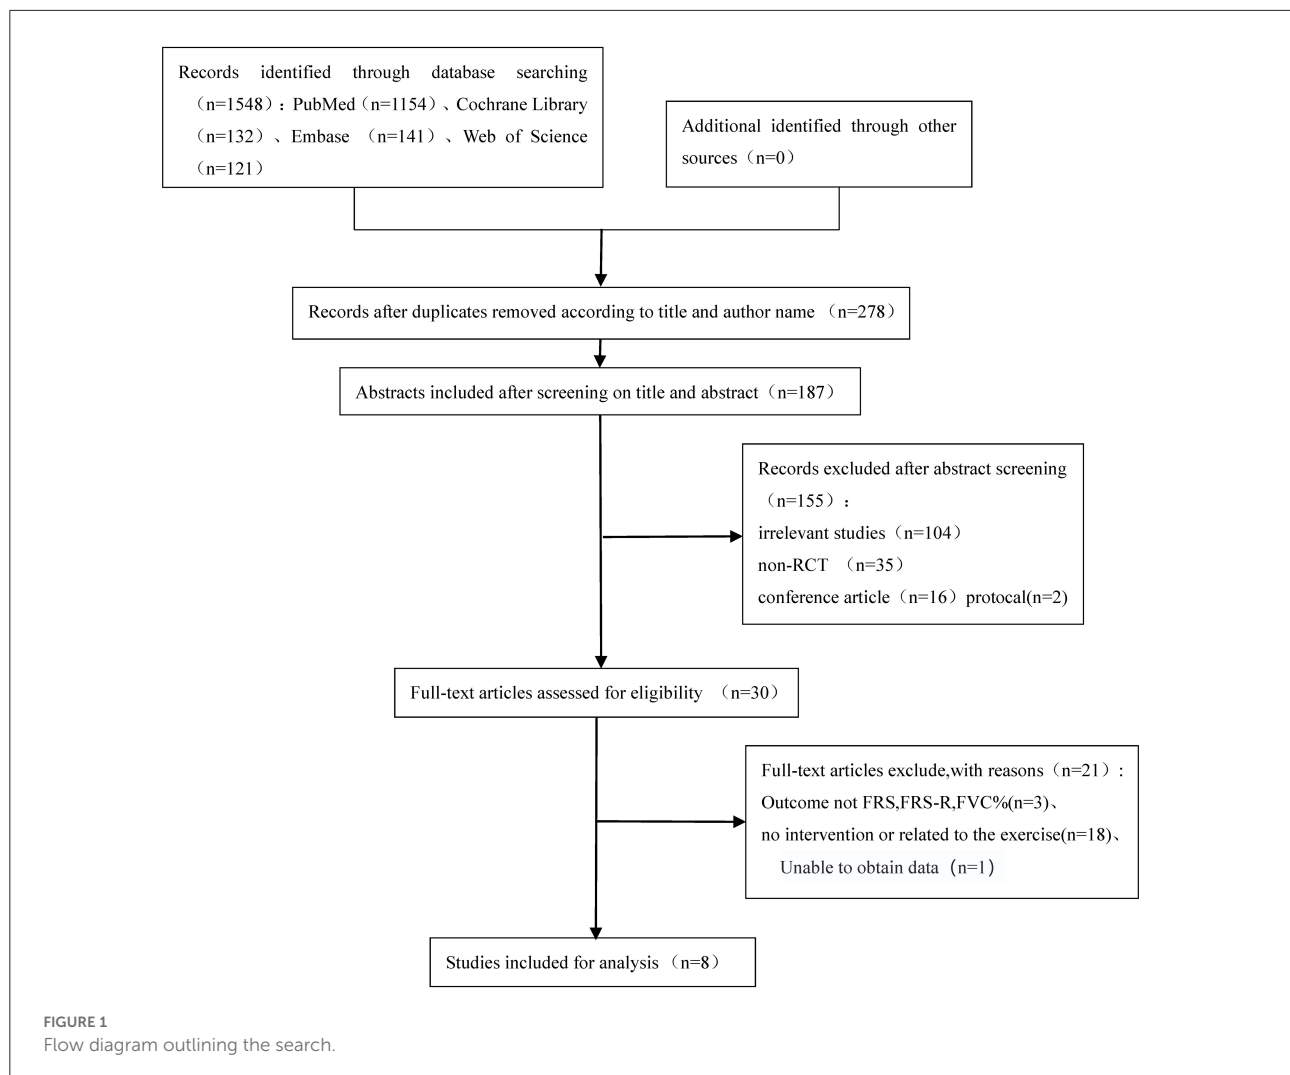 Records identified through database searching
（n=1548）：PubMed（n=1154）、Cochrane Library
（n=132）、Embase （n=141）、Web of Science
（n=121）
Additional identified through other
sources（n=0）
Records after duplicates removed according to title and author name （n=278）
Abstracts included after screening on title and abstract（n=187）
Records excluded after abstract screening
（n=155）：
irrelevant studies（n=104）
non-RCT （n=35）
conference article（n=16）protocal(n=2)
Full-text articles assessed for eligibility （n=30）
Full-text articles exclude,with reasons（n=21）:
Outcome not FRS,FRS-R,FVC%(n=3)、
no intervention or related to the exercise(n=18)、
Unable to obtain data（n=1）
Studies included for analysis（n=8）
FIGURE 1
Flow diagram outlining the search.